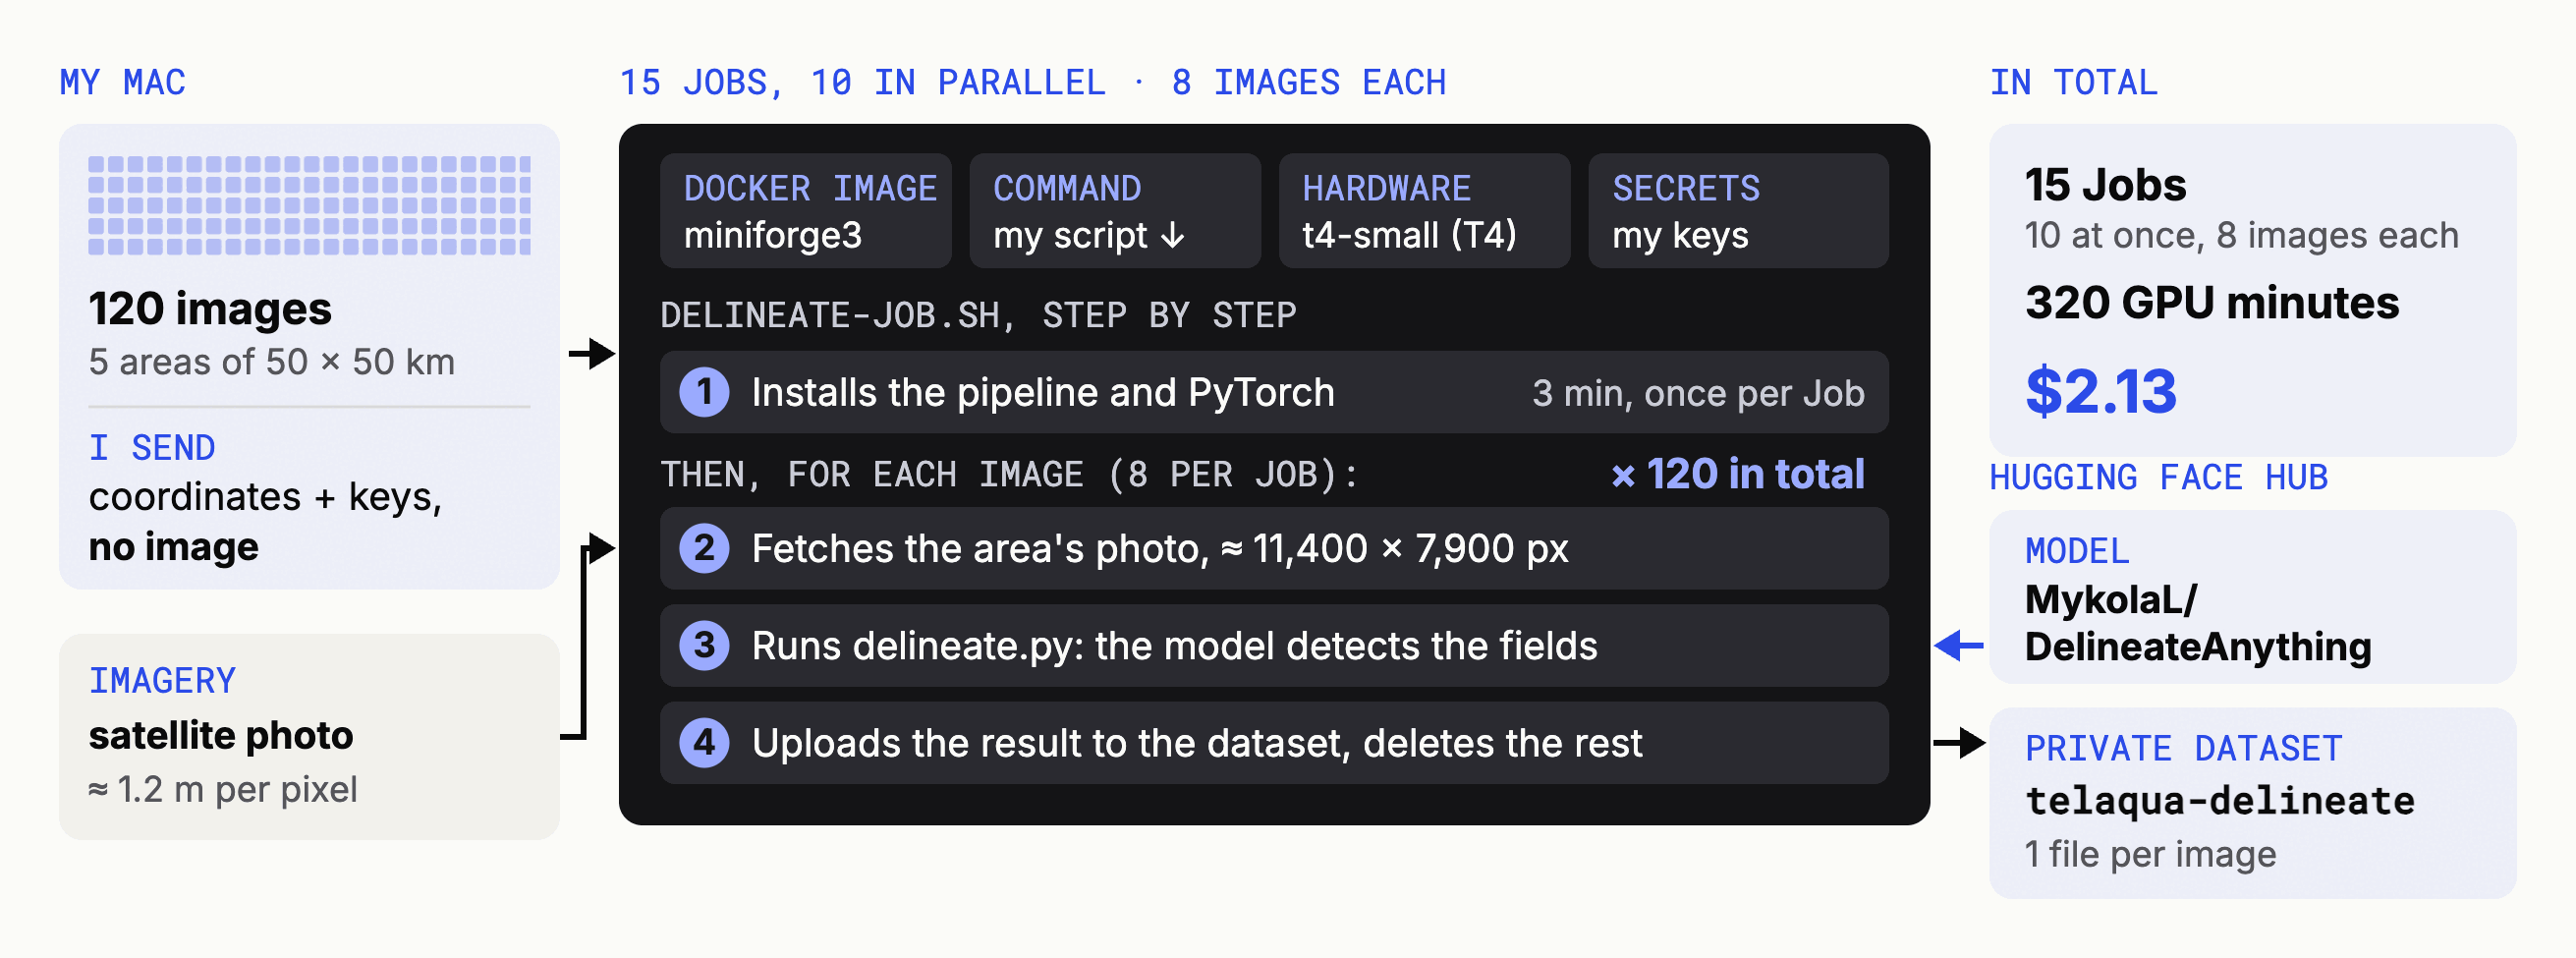 MY MAC
120 images
5 areas of 50 × 50 km
I SEND
coordinates + keys,
no image
IMAGERY
satellite photo
≈ 1.2 m per pixel
15 JOBS, 10 IN PARALLEL · 8 IMAGES EACH
DOCKER IMAGE
miniforge3
COMMAND
my script ↓
HARDWARE
t4-small (T4)
SECRETS
my keys
DELINEATE-JOB.SH, STEP BY STEP
1 Installs the pipeline and PyTorch 3 min, once per Job
THEN, FOR EACH IMAGE (8 PER JOB): × 120 in total
2 Fetches the area's photo, ≈ 11,400 × 7,900 px
3 Runs delineate.py: the model detects the fields
4 Uploads the result to the dataset, deletes the rest
IN TOTAL
15 Jobs
10 at once, 8 images each
320 GPU minutes
$2.13
HUGGING FACE HUB
MODEL
MykolaL/
DelineateAnything
PRIVATE DATASET
telaqua-delineate
1 file per image